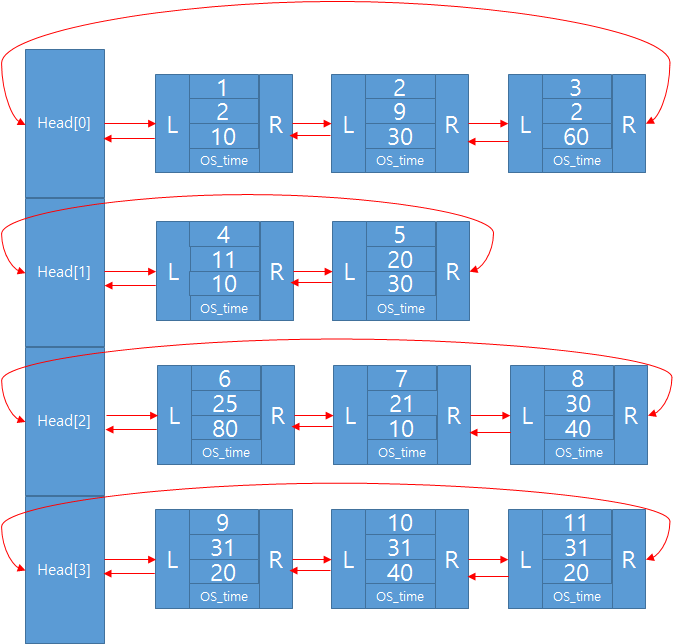 1 2 3
2 9 2
Head[0] L 10 R L 30 R L 60 R
OS_time OS_time OS_time
4 5
11 20
Head[1] L 10 R L 30 R
OS_time OS_time
6 7 8
25 21 30
Head[2] L 80 R L 10 R L 40 R
OS_time OS_time OS_time
9 10 11
31 31 31
Head[3] L 20 R L 40 R L 20 R
OS_time OS_time OS_time